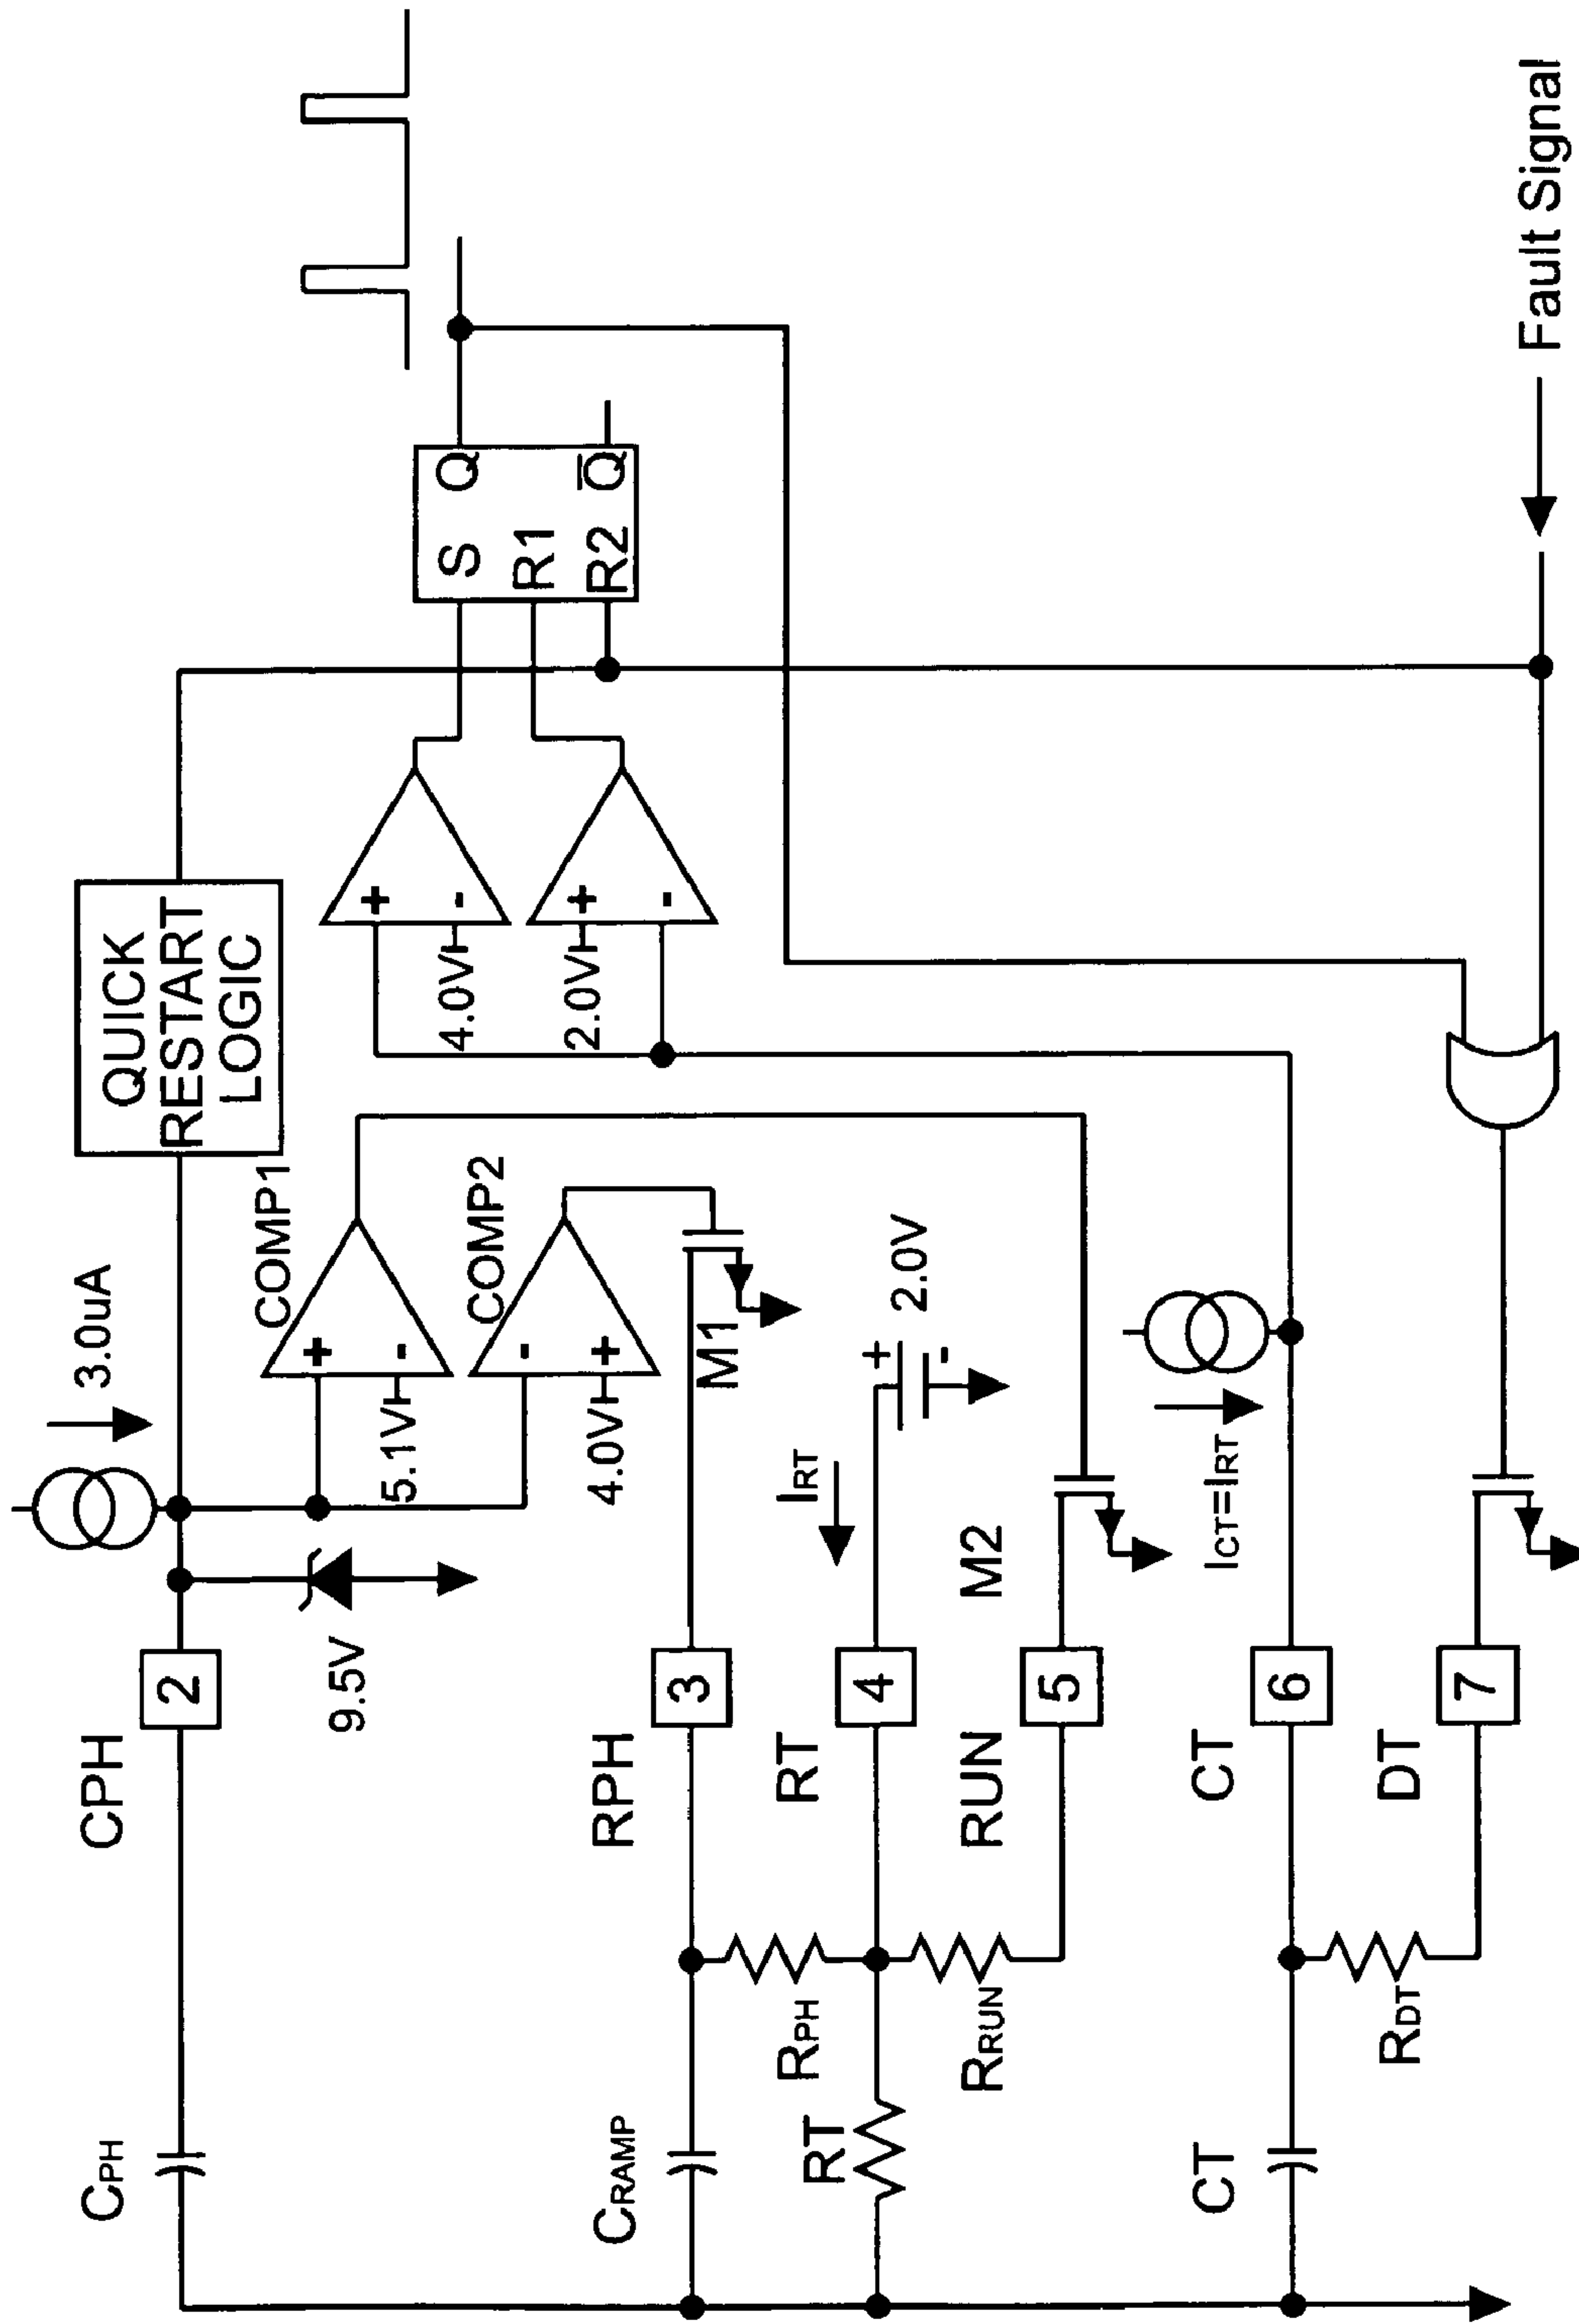 CPH
CPH
2
9.5V
3.0uA
QUICK
RESTART
LOGIC
COMP1
+
-
5.1V
COMP2
-
+
4.0V
M1
CRAMP
RPH
3
RPH
RT
RT
4
IRT
+
-
2.0V
RRUN
RUN
5
M2
CT
CT
6
ICT=IRT
RDT
DT
7
+
-
4.0V
+
-
2.0V
S
Q
R1
R2
Q̅
Fault Signal